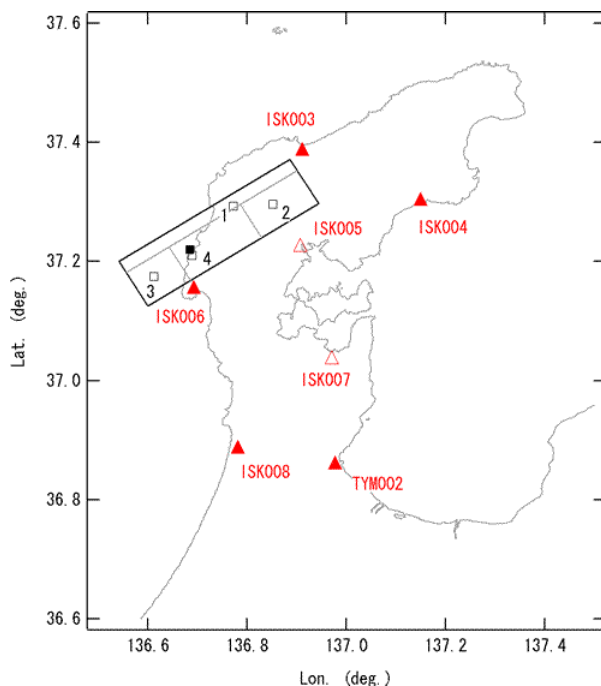 37.6
ISK003
37.4
ISK004
1
2
ISK005
37.2
4
3
ISK006
Lat. (deg.)
37.0
ISK007
ISK008
TYM002
36.8
36.6
136.6 136.8 137.0 137.2 137.4
Lon. (deg.)